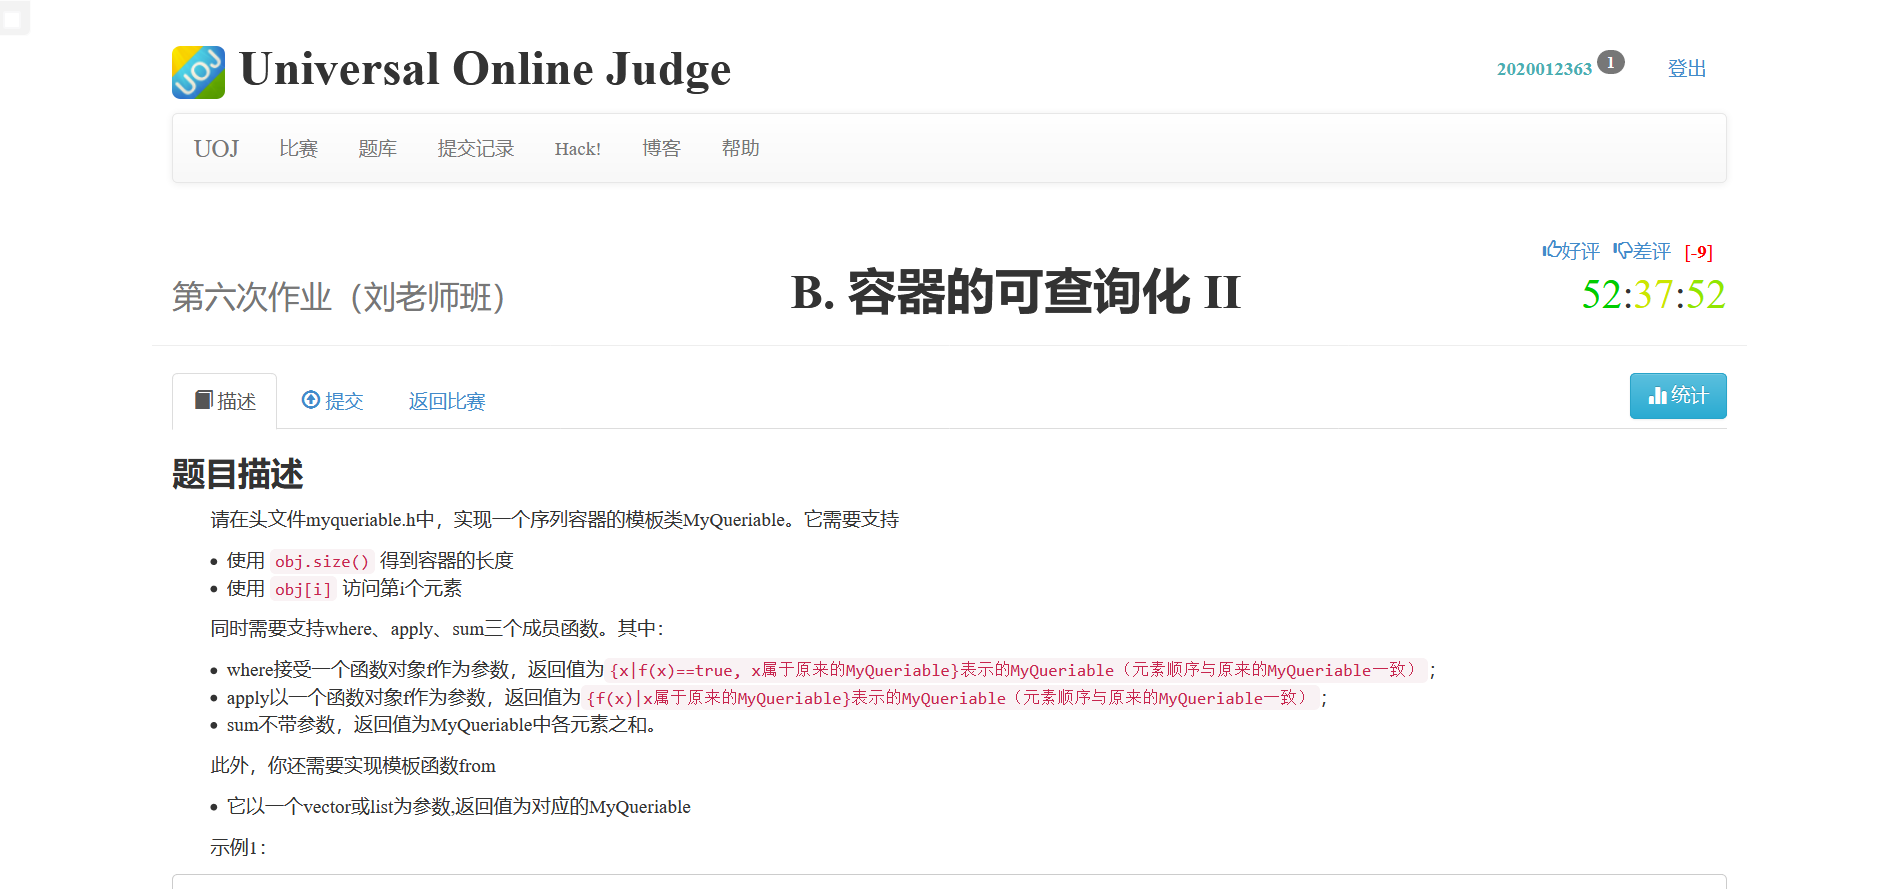 UOJ Universal Online Judge
2020012363 1 登出
UOJ 比赛 题库 提交记录 Hack! 博客 帮助
好评 差评 [-9]
第六次作业（刘老师班） B. 容器的可查询化 II 52:37:52
描述 提交 返回比赛 统计
题目描述
请在头文件myqueriable.h中，实现一个序列容器的模板类MyQueriable。它需要支持
• 使用 obj.size() 得到容器的长度
• 使用 obj[i] 访问第i个元素
同时需要支持where、apply、sum三个成员函数。其中：
• where接受一个函数对象f作为参数，返回值为{x|f(x)==true, x属于原来的MyQueriable}表示的MyQueriable（元素顺序与原来的MyQueriable一致）；
• apply以一个函数对象f作为参数，返回值为{f(x)|x属于原来的MyQueriable}表示的MyQueriable（元素顺序与原来的MyQueriable一致）；
• sum不带参数，返回值为MyQueriable中各元素之和。
此外，你还需要实现模板函数from
• 它以一个vector或list为参数,返回值为对应的MyQueriable
示例1：